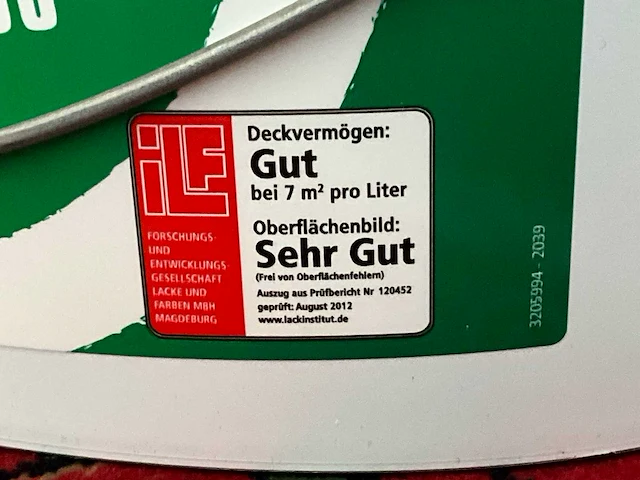 iLF
FORSCHUNGS-
UND
ENTWICKLUNGS-
GESELLSCHAFT
LACKE UND
FARBEN MBH
MAGDEBURG
Deckvermögen:
Gut
bei 7 m² pro Liter
Oberflächenbild:
Sehr Gut
(Frei von Oberflächenfehlern)
Auszug aus Prüfbericht Nr 120452
geprüft: August 2012
www.lackinstitut.de
3205994 - 2039